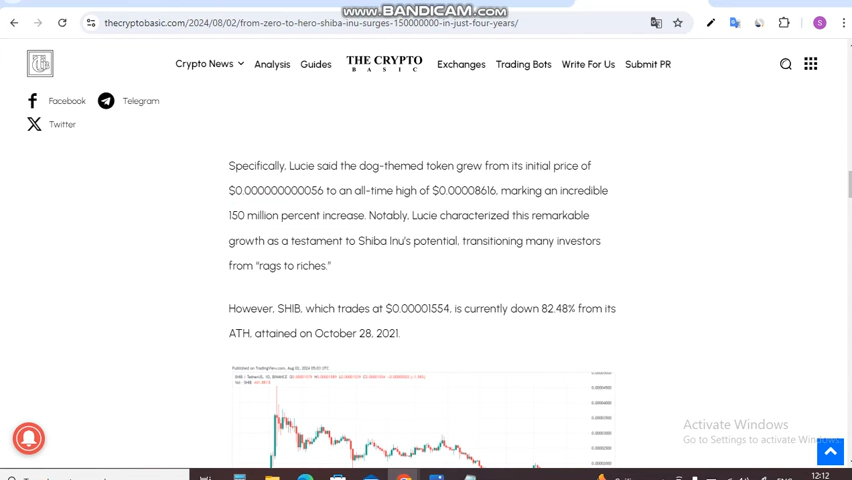 www.BANDICAM.com
thecryptobasic.com/2024/08/02/from-zero-to-hero-shiba-inu-surges-150000000-in-just-four-years/
S
Crypto News
Analysis
Guides
THE CRYPTO
BASIC
Exchanges
Trading Bots
Write For Us
Submit PR
Facebook
Telegram
Twitter
Specifically, Lucie said the dog-themed token grew from its initial price of
$0.000000000056 to an all-time high of $0.00008616, marking an incredible
150 million percent increase. Notably, Lucie characterized this remarkable
growth as a testament to Shiba Inu's potential, transitioning many investors
from “rags to riches.”
However, SHIB, which trades at $0.00001554, is currently down 82.48% from its
ATH, attained on October 28, 2021.
Activate Windows
Go to Settings to activate Windows.
12:12